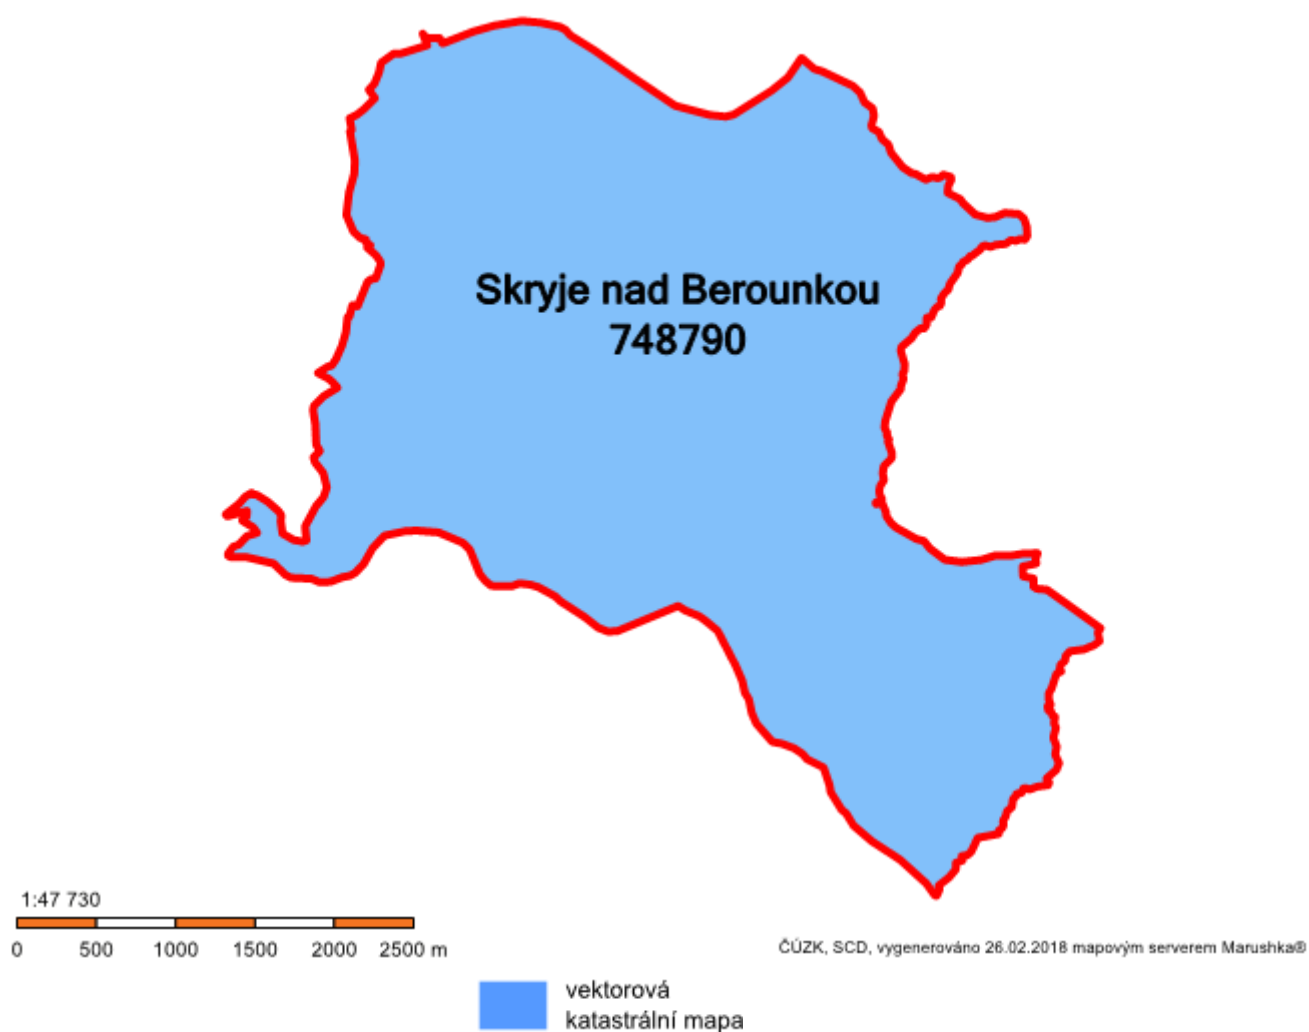 Skryje nad Berounkou
748790
1:47 730
0 500 1000 1500 2000 2500 m
ČÚZK, SCD, vygenerováno 26.02.2018 mapovým serverem Marushka®
vektorová
katastrální mapa